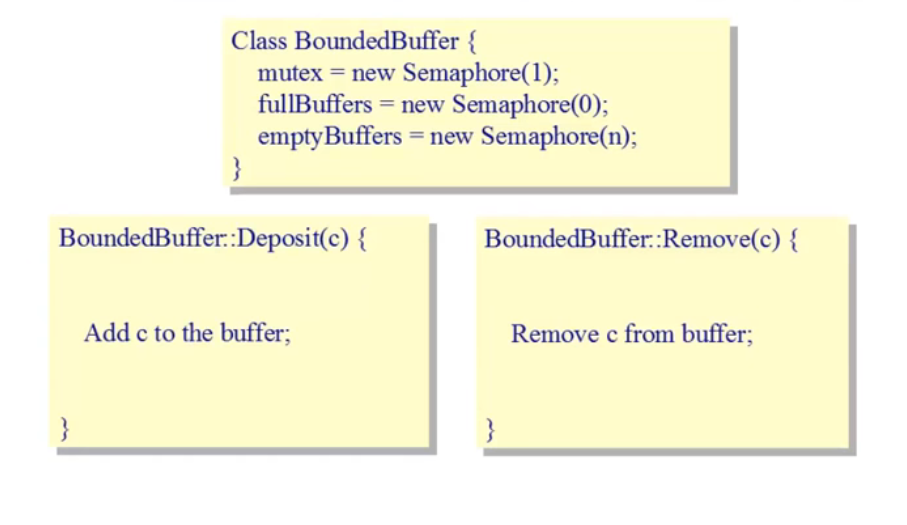 Class BoundedBuffer {
mutex = new Semaphore(1);
fullBuffers = new Semaphore(0);
emptyBuffers = new Semaphore(n);
}
BoundedBuffer::Deposit(c) {
Add c to the buffer;
}
BoundedBuffer::Remove(c) {
Remove c from buffer;
}